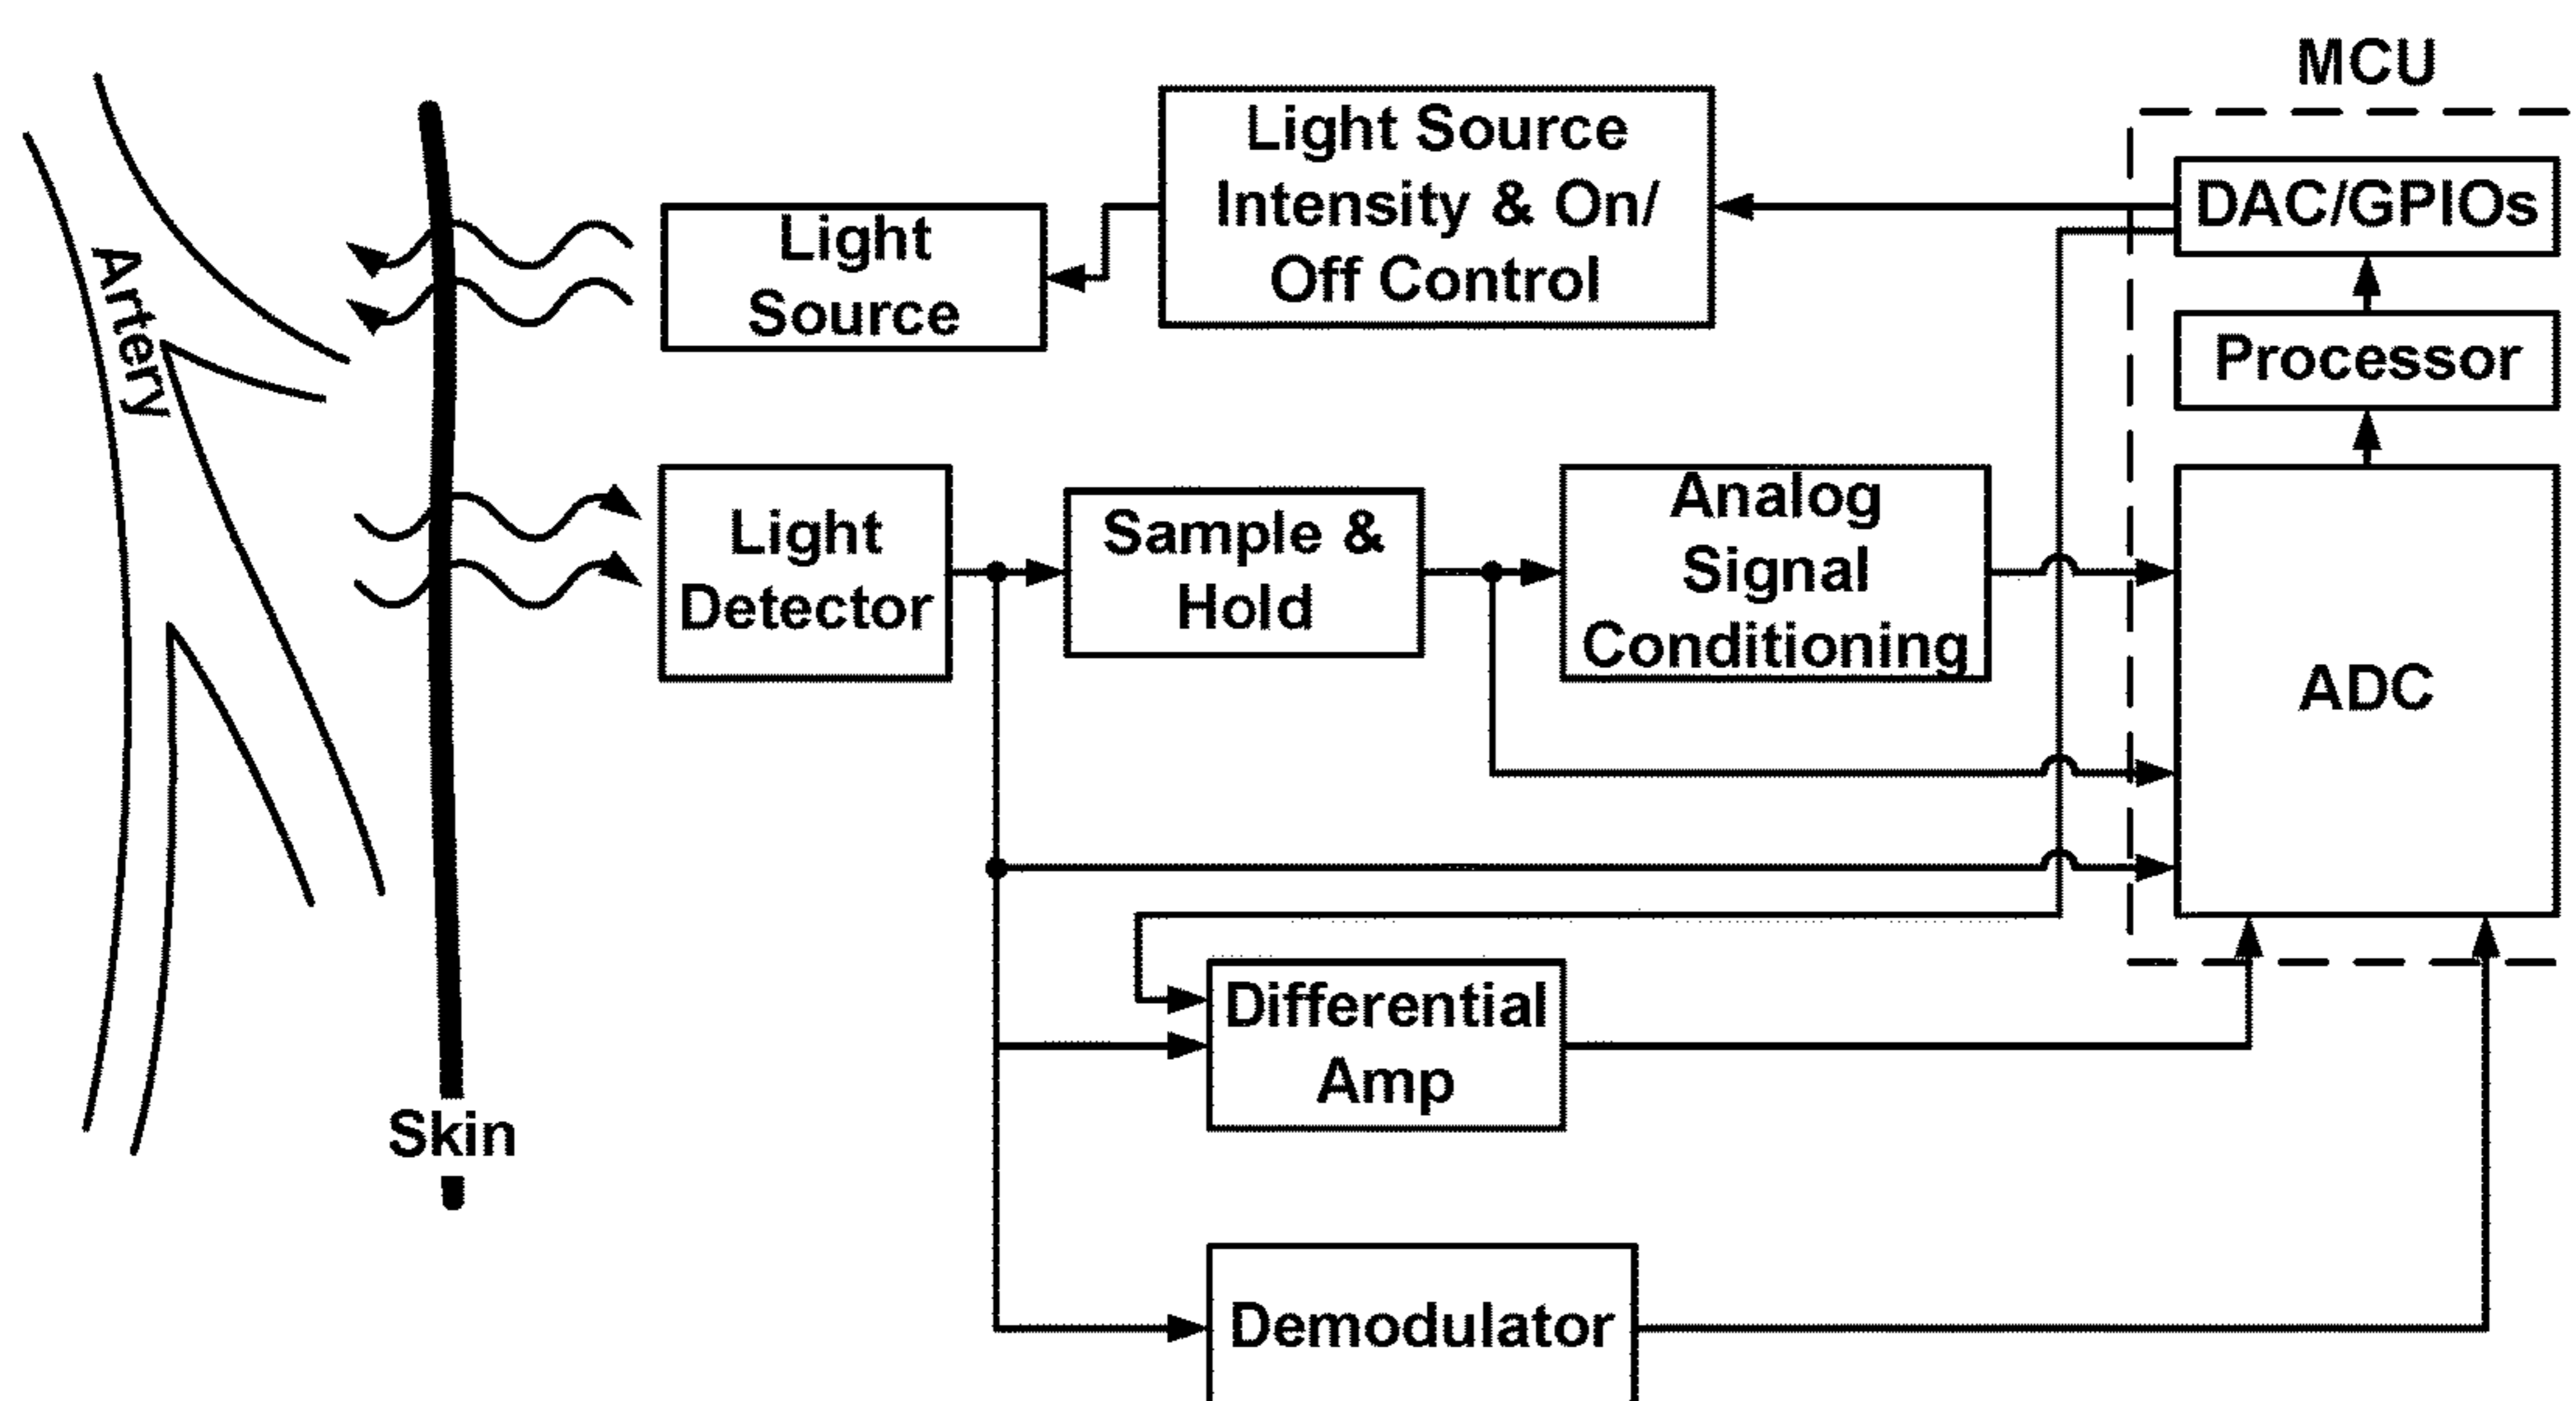 MCU
Light Source
Intensity & On/
Off Control
DAC/GPIOs
Light
Source
Artery
Processor
Light
Detector
Sample &
Hold
Analog
Signal
Conditioning
ADC
Differential
Amp
Skin
Demodulator